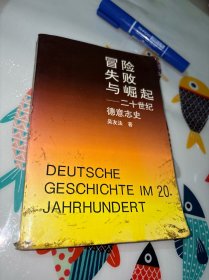 冒险
失败
与崛起
——二十世纪
德意志史
吴友法 著
DEUTSCHE
GESCHICHTE IM 20.
JAHRHUNDERT